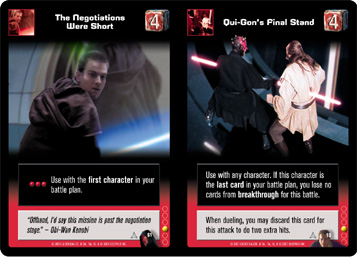 The Negotiations
Were Short
4
Use with the first character in your
battle plan.
"Offhand, I'd say this mission is past the negotiation
stage." – Obi-Wan Kenobi
Qui-Gon's Final Stand
4
Use with any character. If this character
is the last card in your battle plan, you lose no
cards from breakthrough for this battle.
When dueling, you may discard this card for
this attack to do two extra hits.